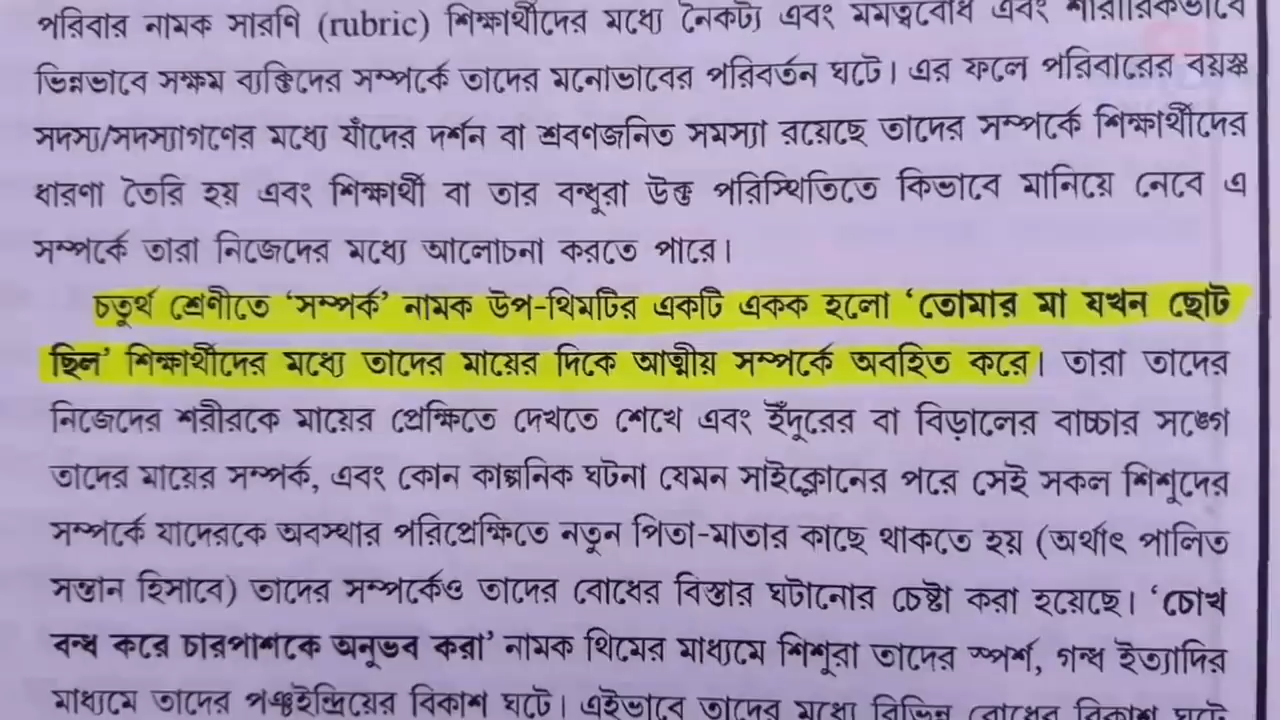 পরিবার নামক সারণি (rubric) শিক্ষার্থীদের মধ্যে নৈকট্য এবং মমত্ববোধ এবং শারীরিকভাবে
ভিন্নভাবে সক্ষম ব্যক্তিদের সম্পর্কে তাদের মনোভাবের পরিবর্তন ঘটে। এর ফলে পরিবারের বয়স্ক
সদস্য/সদস্যাগণের মধ্যে যাঁদের দর্শন বা শ্রবণজনিত সমস্যা রয়েছে তাদের সম্পর্কে শিক্ষার্থীদের
ধারণা তৈরি হয় এবং শিক্ষার্থী বা তার বন্ধুরা উক্ত পরিস্থিতিতে কিভাবে মানিয়ে নেবে এ
সম্পর্কে তারা নিজেদের মধ্যে আলোচনা করতে পারে।
চতুর্থ শ্রেণীতে ‘সম্পর্ক’ নামক উপ-থিমটির একটি একক হলো ‘তোমার মা যখন ছোট
ছিল’ শিক্ষার্থীদের মধ্যে তাদের মায়ের দিকে আত্মীয় সম্পর্কে অবহিত করে। তারা তাদের
নিজেদের শরীরকে মায়ের প্রেক্ষিতে দেখতে শেখে এবং ইঁদুরের বা বিড়ালের বাচ্চার সঙ্গে
তাদের মায়ের সম্পর্ক, এবং কোন কাল্পনিক ঘটনা যেমন সাইক্লোনের পরে সেই সকল শিশুদের
সম্পর্কে যাদেরকে অবস্থার পরিপ্রেক্ষিতে নতুন পিতা-মাতার কাছে থাকতে হয় (অর্থাৎ পালিত
সন্তান হিসাবে) তাদের সম্পর্কেও তাদের বোধের বিস্তার ঘটানোর চেষ্টা করা হয়েছে। ‘চোখ
বন্ধ করে চারপাশকে অনুভব করা’ নামক থিমের মাধ্যমে শিশুরা তাদের স্পর্শ, গন্ধ ইত্যাদির
মাধ্যমে তাদের পঞ্চইন্দ্রিয়ের বিকাশ ঘটে। এইভাবে তাদের মধ্যে বিভিন্ন বোধের বিকাশ ঘটে